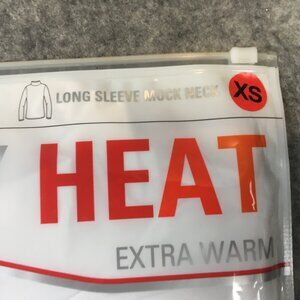 LONG SLEEVE MOCK NECK XS
HEAT
EXTRA WARM